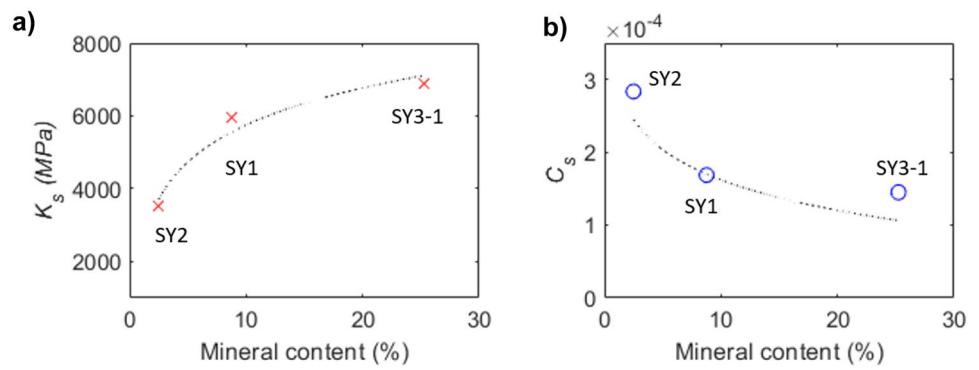 a)
8000
6000
4000
2000
K_s (MPa)
SY2
SY1
SY3-1
0 10 20 30
Mineral content (%)
b)
×10⁻⁴
3
2
1
0
C_s
SY2
SY1
SY3-1
0 10 20 30
Mineral content (%)